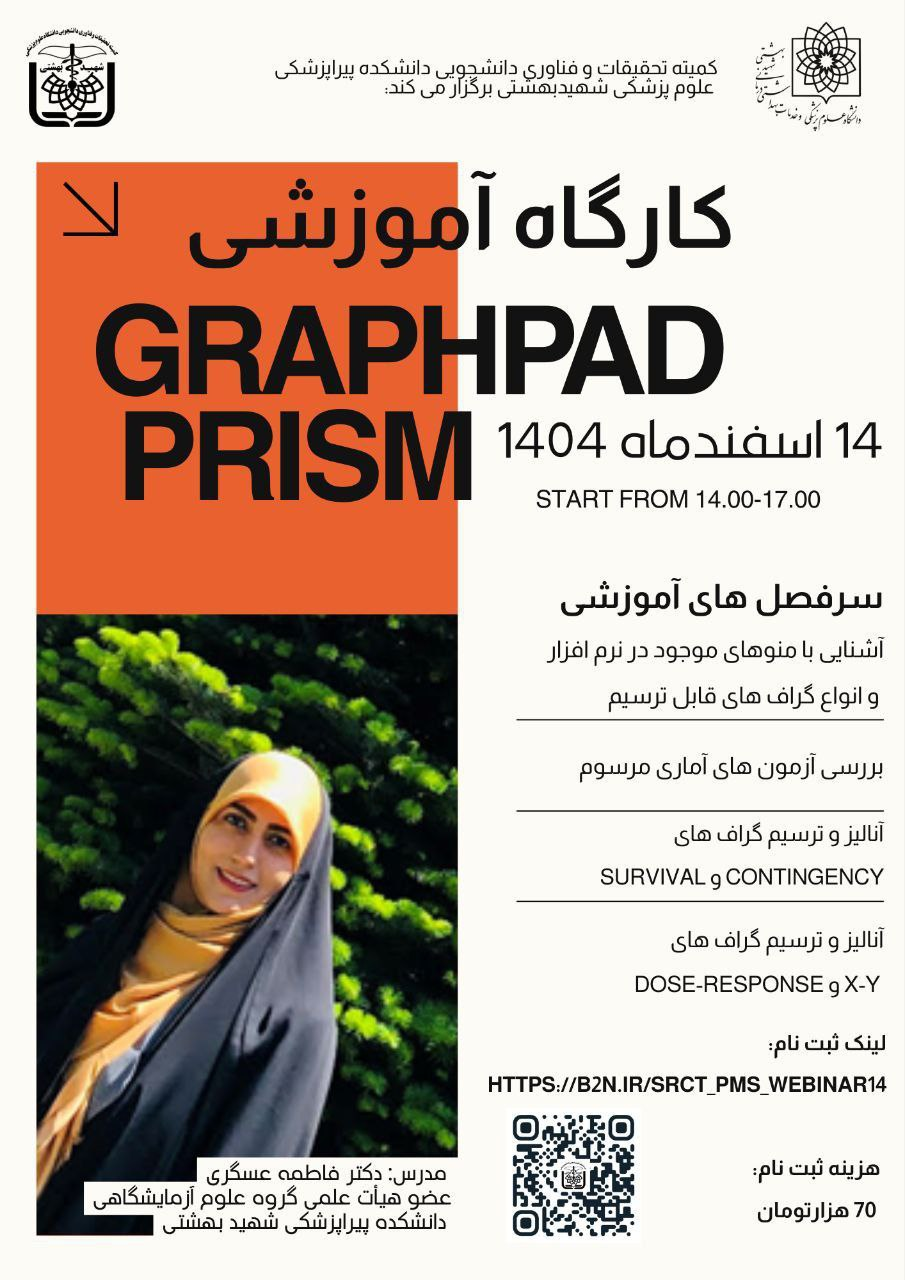 کمیته تحقیقات و فناوری دانشجویی دانشکده پیراپزشکی
علوم پزشکی شهیدبهشتی برگزار می کند:
شهید بهشتی
کارگاه آموزشی
GRAPHPAD
PRISM
14 اسفندماه 1404
START FROM 14.00-17.00
سرفصل های آموزشی
آشنایی با منوهای موجود در نرم افزار
و انواع گراف های قابل ترسیم
بررسی آزمون های آماری مرسوم
آنالیز و ترسیم گراف های
CONTINGENCY و SURVIVAL
آنالیز و ترسیم گراف های
X-Y و DOSE-RESPONSE
لینک ثبت نام:
HTTPS://B2N.IR/SRCT_PMS_WEBINAR14
هزینه ثبت نام:
70 هزارتومان
مدرس: دکتر فاطمه عسگری
عضو هیأت علمی گروه علوم آزمایشگاهی
دانشکده پیراپزشکی شهید بهشتی